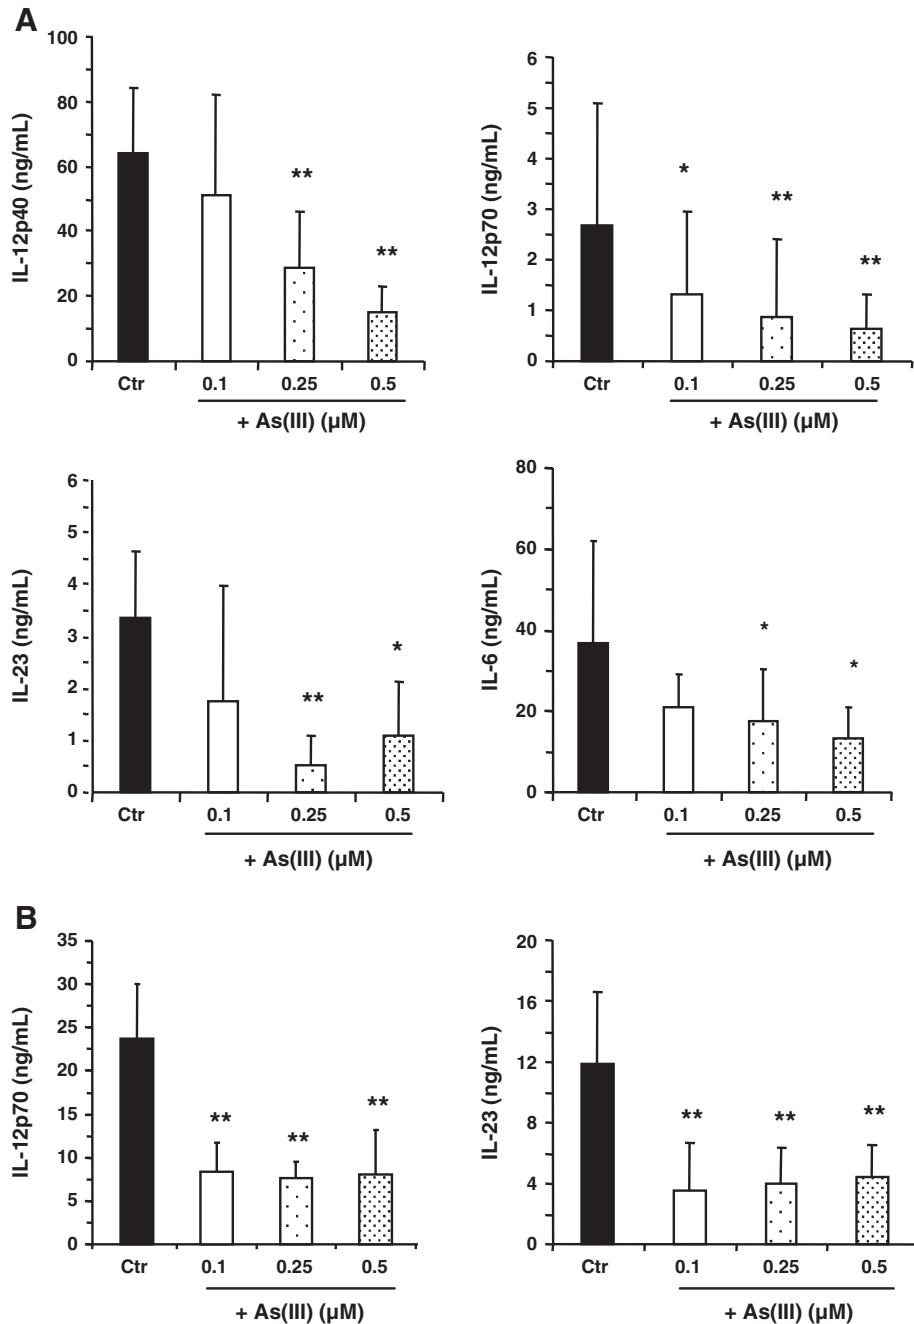 A
IL-12p40 (ng/mL)
100
80
60
40
20
0
**
**
Ctr 0.1 0.25 0.5
+ As(III) (µM)
IL-12p70 (ng/mL)
6
5
4
3
2
1
0
*
**
**
Ctr 0.1 0.25 0.5
+ As(III) (µM)
IL-23 (ng/mL)
6
5
4
3
2
1
0
**
*
Ctr 0.1 0.25 0.5
+ As(III) (µM)
IL-6 (ng/mL)
80
60
40
20
0
*
*
Ctr 0.1 0.25 0.5
+ As(III) (µM)
B
IL-12p70 (ng/mL)
35
30
25
20
15
10
5
0
**
**
**
Ctr 0.1 0.25 0.5
+ As(III) (µM)
IL-23 (ng/mL)
20
16
12
8
4
0
**
**
**
Ctr 0.1 0.25 0.5
+ As(III) (µM)